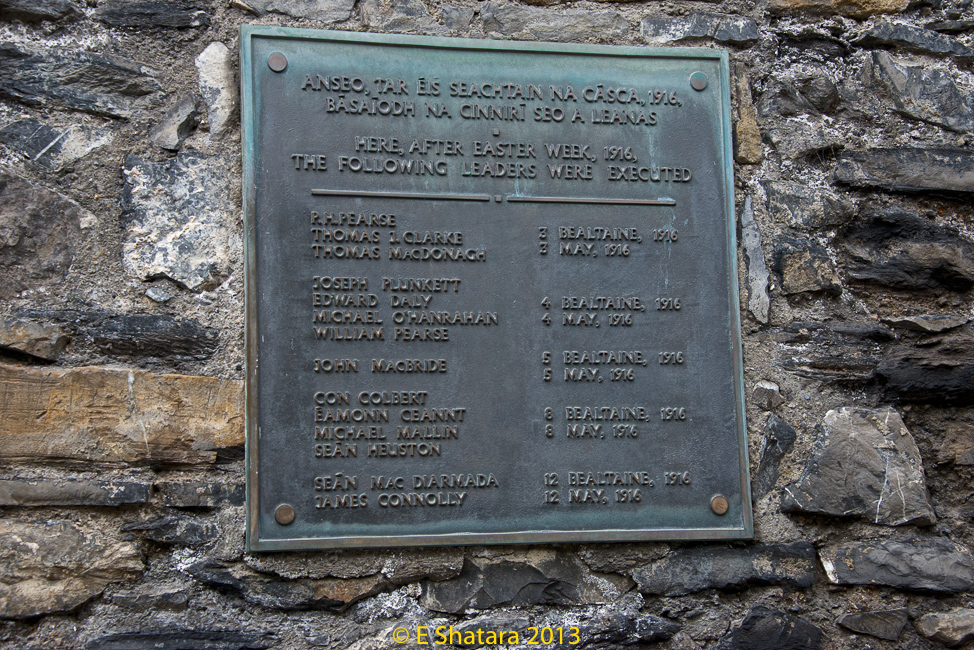 ANSEO, TAR ÉIS SEACHTAIN NA CÁSCA, 1916,
BÁSAÍODH NA CINNIRÍ SEO A LEANAS
HERE, AFTER EASTER WEEK, 1916,
THE FOLLOWING LEADERS WERE EXECUTED
P.H. PEARSE
THOMAS J. CLARKE 3 BEALTAINE, 1916
THOMAS MACDONAGH 3 MAY, 1916
JOSEPH PLUNKETT
EDWARD DALY 4 BEALTAINE, 1916
MICHAEL O'HANRAHAN 4 MAY, 1916
WILLIAM PEARSE
JOHN MACBRIDE 5 BEALTAINE, 1916
5 MAY, 1916
CON COLBERT
ÉAMONN CEANNT 8 BEALTAINE, 1916
MICHAEL MALLIN 8 MAY, 1916
SEÁN HEUSTON
SEÁN MAC DIARMADA 12 BEALTAINE, 1916
JAMES CONNOLLY 12 MAY, 1916
© E Shatara 2013